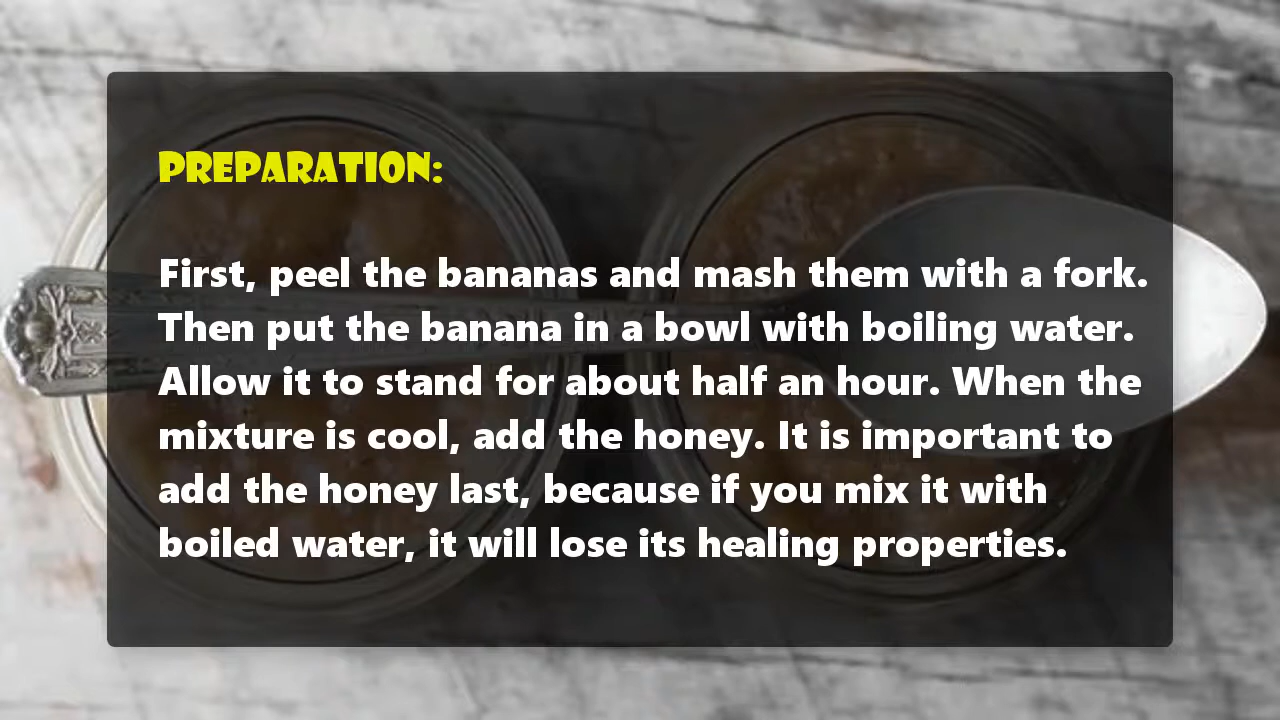 PREPARATION:
First, peel the bananas and mash them with a fork.
Then put the banana in a bowl with boiling water.
Allow it to stand for about half an hour. When the
mixture is cool, add the honey. It is important to
add the honey last, because if you mix it with
boiled water, it will lose its healing properties.